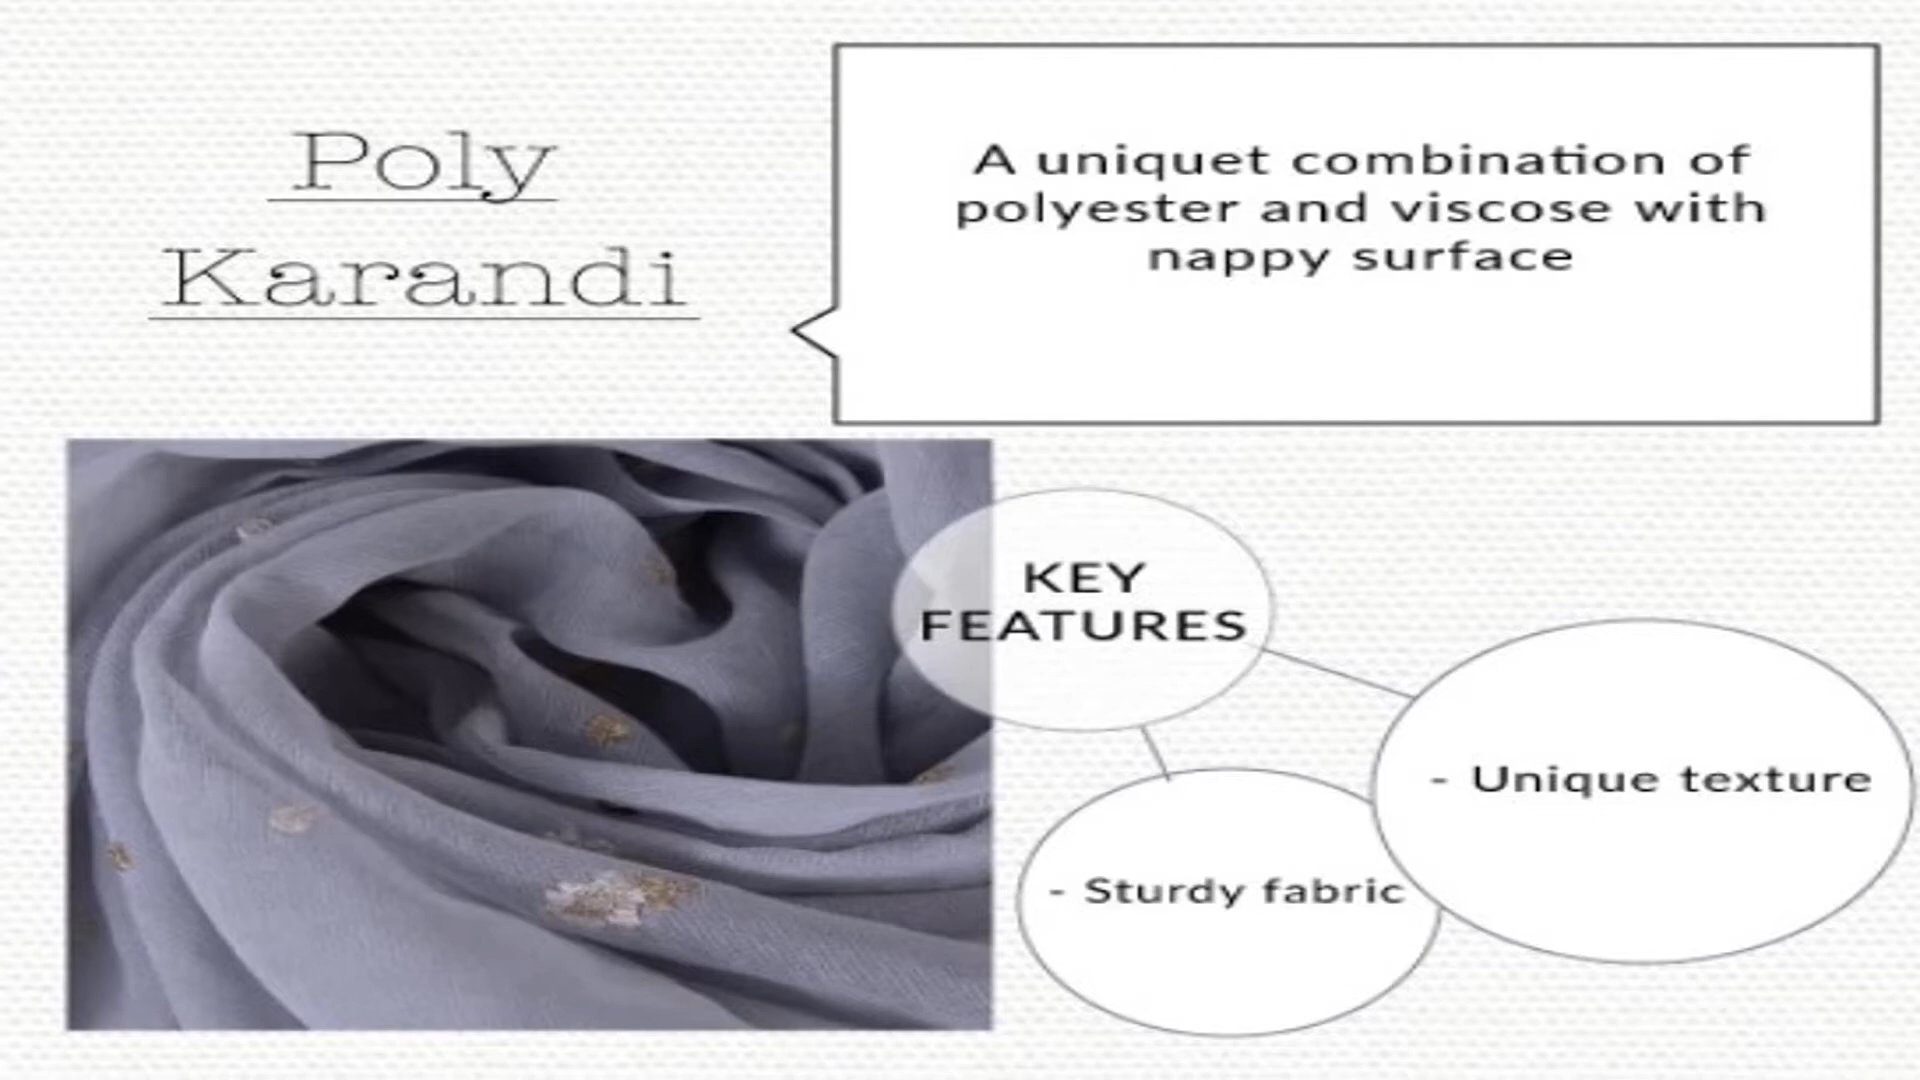 Poly
Karandi
A uniquet combination of
polyester and viscose with
nappy surface
KEY
FEATURES
- Unique texture
- Sturdy fabric